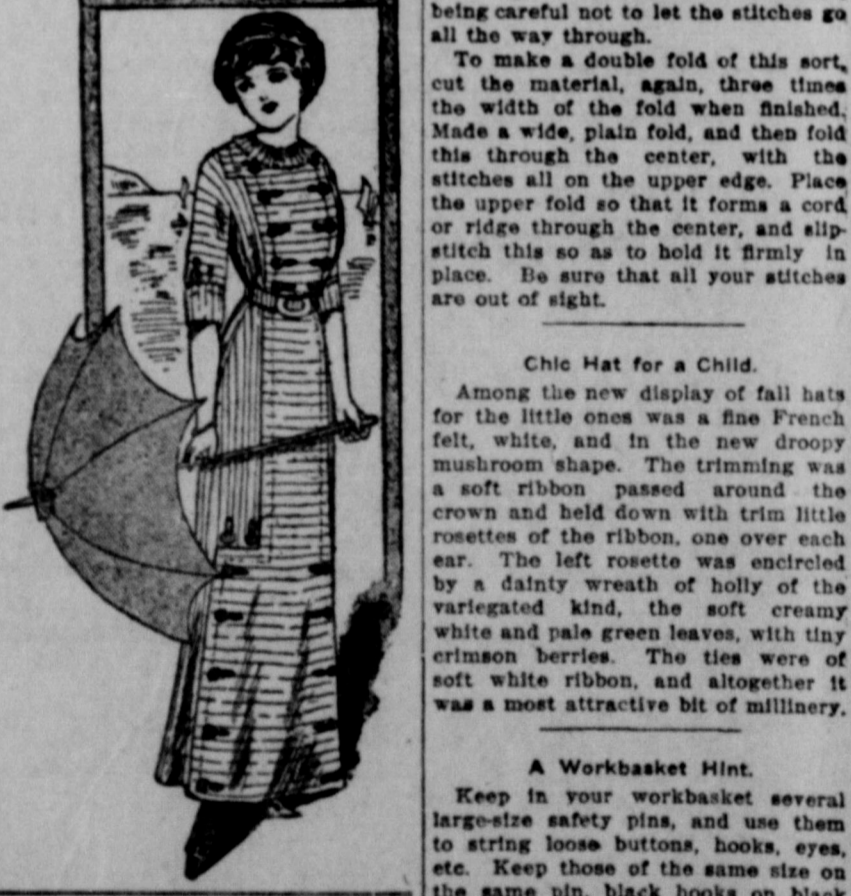 being careful not to let the stitches go
all the way through.
To make a double fold of this sort,
cut the material, again, three times
the width of the fold when finished.
Made a wide, plain fold, and then fold
this through the center, with the
stitches all on the upper edge. Place
the upper fold so that it forms a cord
or ridge through the center, and slip-
stitch this so as to hold it firmly in
place. Be sure that all your stitches
are out of sight.
Chic Hat for a Child.
Among the new display of fall hats
for the little ones was a fine French
felt, white, and in the new droopy
mushroom shape. The trimming was
a soft ribbon passed around the
crown and held down with trim little
rosettes of the ribbon, one over each
ear. The left rosette was encircled
by a dainty wreath of holly of the
variegated kind, the soft creamy
white and pale green leaves, with tiny
crimson berries. The ties were of
soft white ribbon, and altogether it
was a most attractive bit of millinery.
A Workbasket Hint.
Keep in your workbasket several
large-size safety pins, and use them
to string loose buttons, hooks, eyes,
etc. Keep those of the same size on
the same pin, black hooks on black